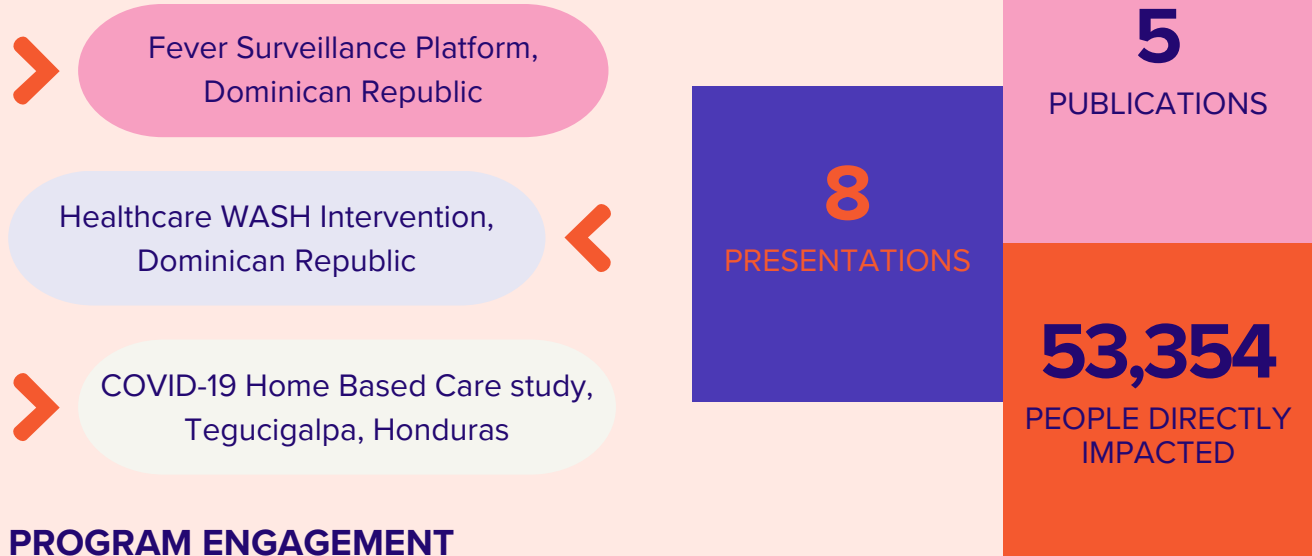 Fever Surveillance Platform,
Dominican Republic
Healthcare WASH Intervention,
Dominican Republic
COVID-19 Home Based Care study,
Tegucigalpa, Honduras
PROGRAM ENGAGEMENT
8
PRESENTATIONS
5
PUBLICATIONS
53,354
PEOPLE DIRECTLY
IMPACTED